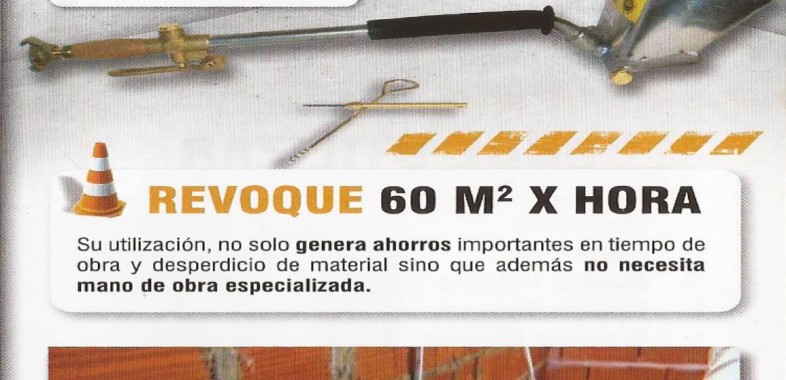 REVOQUE 60 M² X HORA
Su utilización, no solo genera ahorros importantes en tiempo de
obra y desperdicio de material sino que además no necesita
mano de obra especializada.